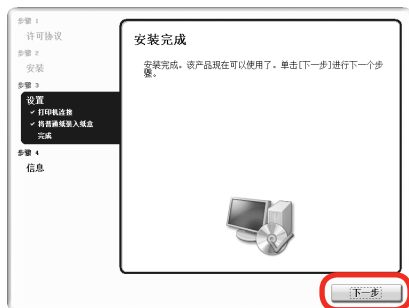 步骤 1
许可协议
步骤 2
安装
步骤 3
设置
打印机连接
将普通纸装入纸盒
完成
步骤 4
信息
安装完成
安装完成。该产品现在可以使用了。单击[下一步]进行下一个步
骤。
下一步